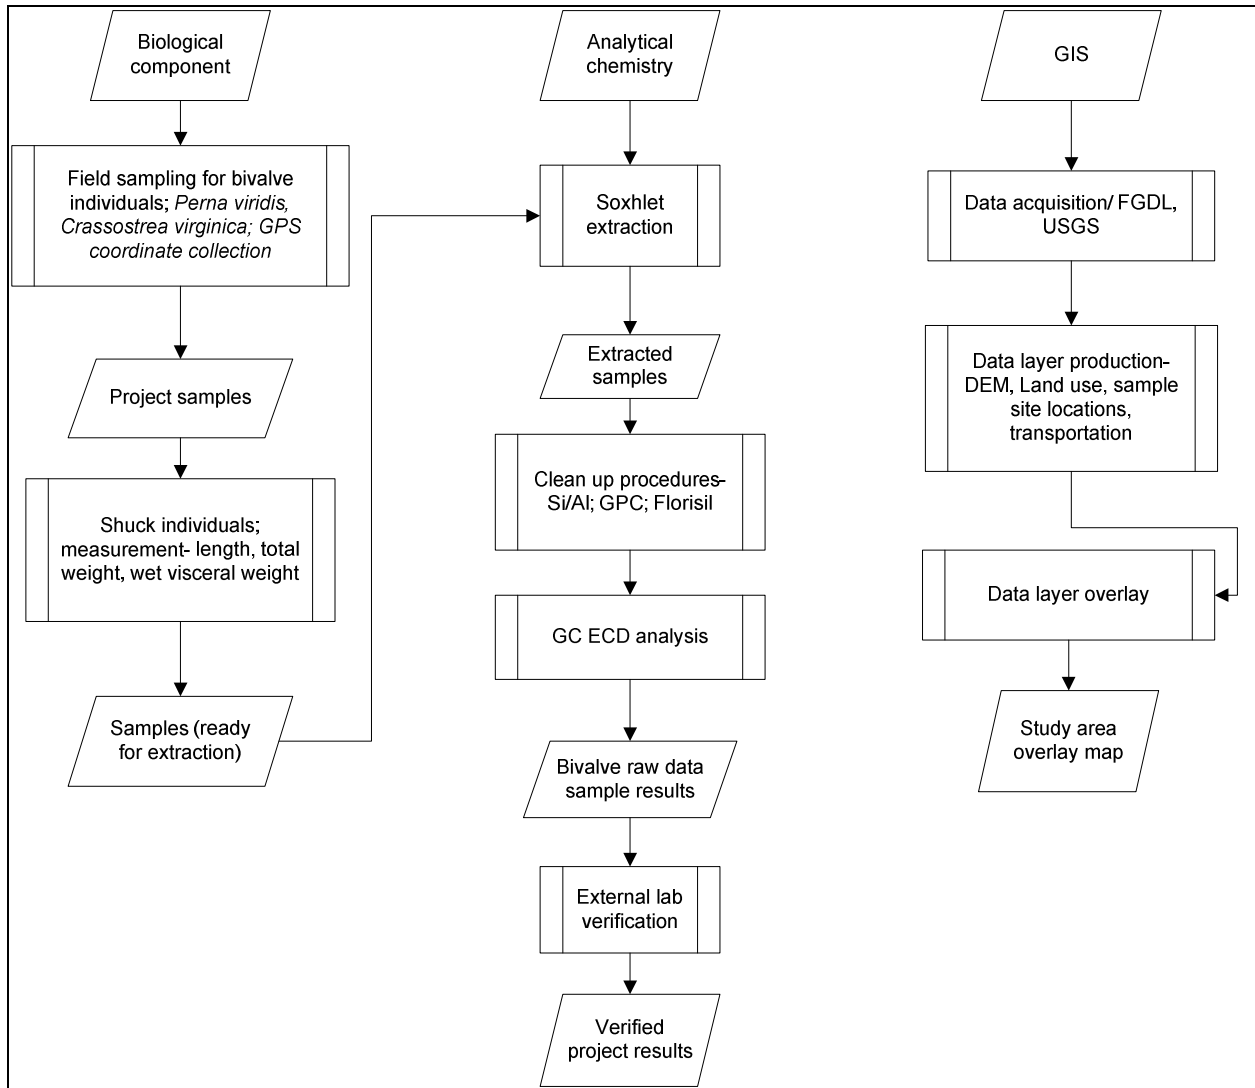 Biological
component
Field sampling for bivalve
individuals; Perna viridis,
Crassostrea virginica; GPS
coordinate collection
Project samples
Shuck individuals;
measurement- length, total
weight, wet visceral weight
Samples (ready
for extraction)
Analytical
chemistry
Soxhlet
extraction
Extracted
samples
Clean up procedures-
Si/Al; GPC; Florisil
GC ECD analysis
Bivalve raw data
sample results
External lab
verification
Verified
project results
GIS
Data acquisition/ FGDL,
USGS
Data layer production-
DEM, Land use, sample
site locations,
transportation
Data layer overlay
Study area
overlay map